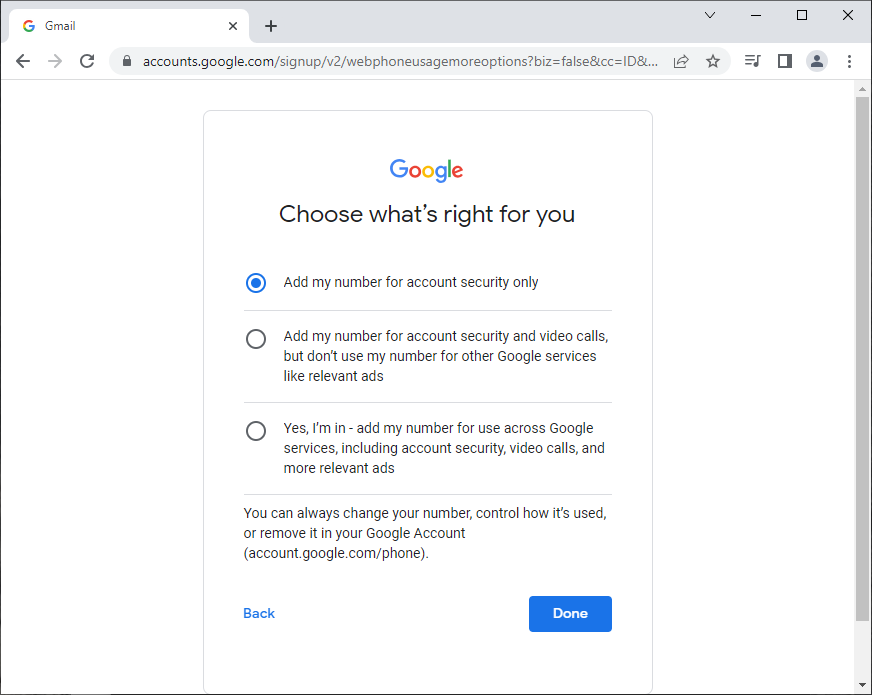 Gmail
accounts.google.com/signup/v2/webphoneusagemoreoptions?biz=false&cc=ID&...
Google
Choose what's right for you
Add my number for account security only
Add my number for account security and video calls,
but don't use my number for other Google services
like relevant ads
Yes, I'm in - add my number for use across Google
services, including account security, video calls, and
more relevant ads
You can always change your number, control how it's used,
or remove it in your Google Account
(account.google.com/phone).
Back
Done